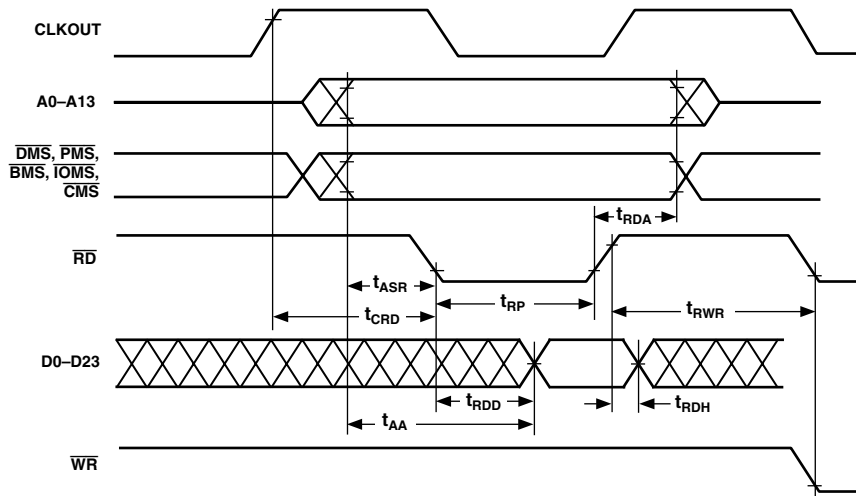 CLKOUT
A0–A13
DMS, PMS,
BMS, IOMS,
CMS
tRDA
RD
tASR
tRP
tCRD
tRWR
D0–D23
tRDD
tRDH
tAA
WR